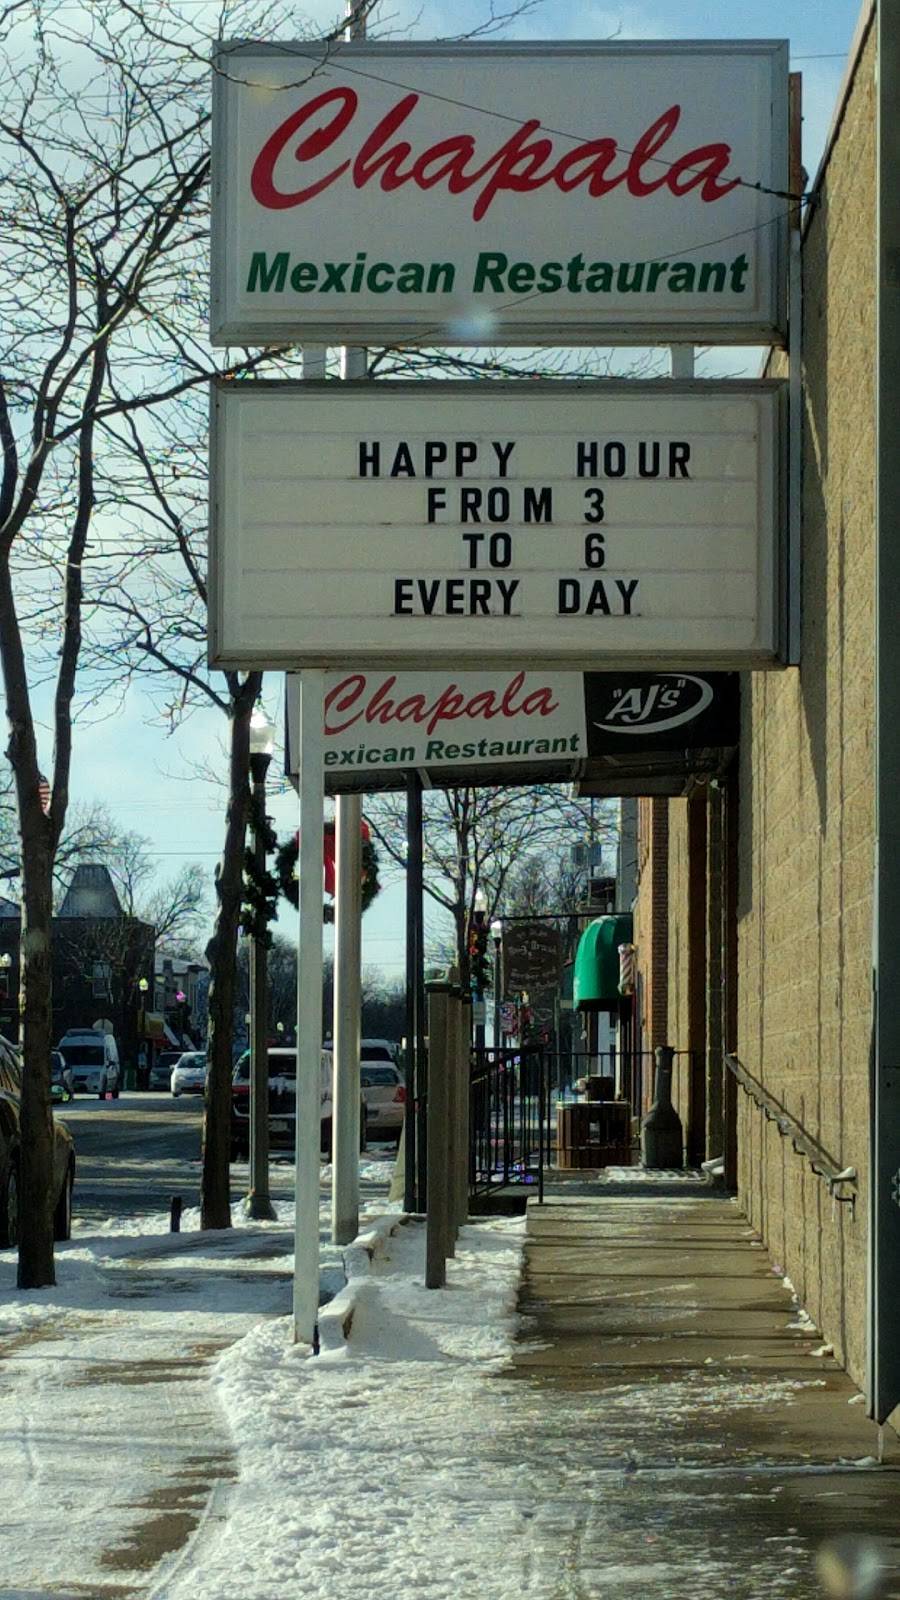 Chapala
Mexican Restaurant
HAPPY HOUR
FROM 3
TO 6
EVERY DAY
Chapala
exican Restaurant
"AJ's"